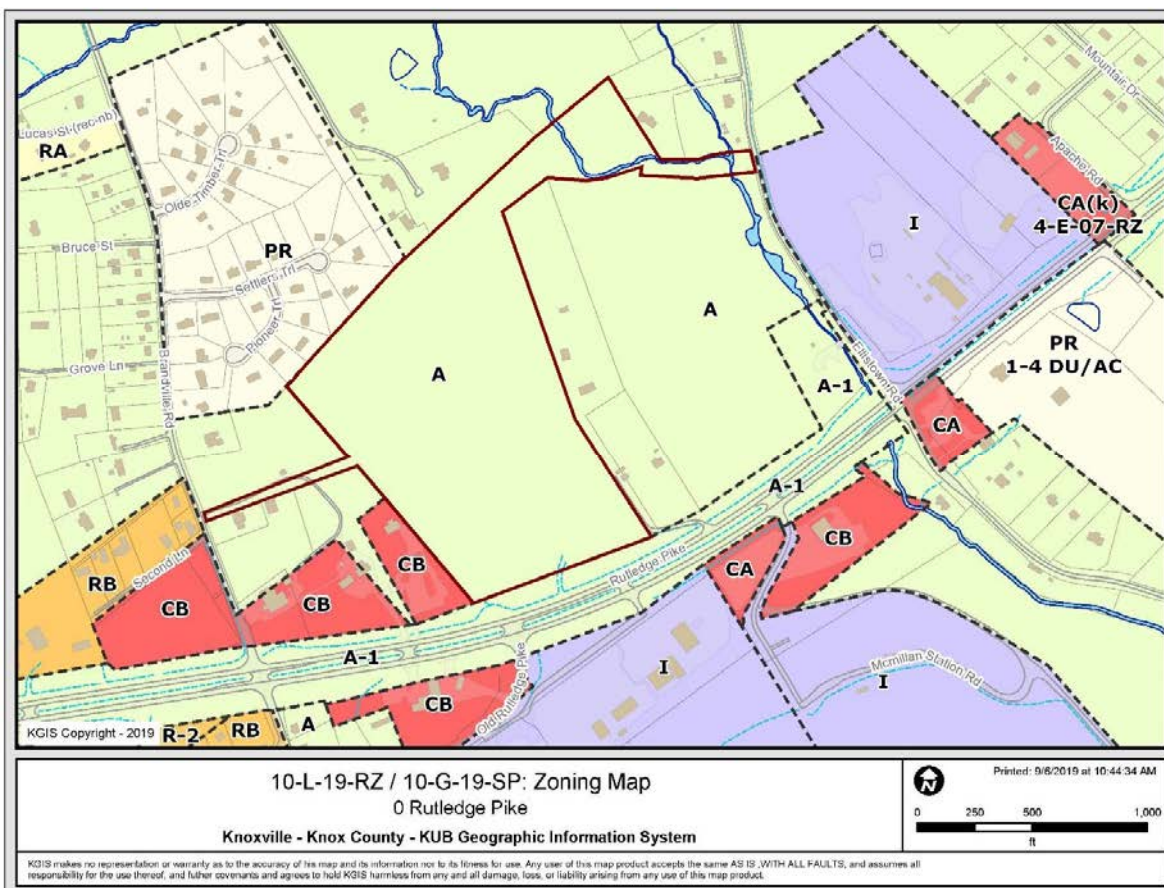 Mountain Dr
Lucas St (rec-nb)
RA
Apache Rd
Olde Timber Trl
CA(k)
4-E-07-RZ
I
Bruce St
PR
Settlers Trl
A
Pioneer Trl
PR
1-4 DU/AC
Grove Ln
Brandville Rd
A
A-1
Ellistown Rd
CA
A-1
RB
Second Ln
CB
CB
CB
Rutledge Pike
CA
CB
A-1
I
Mcmillan Station Rd
I
CB
Old Rutledge Pike
KGIS Copyright - 2019
R-2
RB
A
10-L-19-RZ / 10-G-19-SP: Zoning Map
0 Rutledge Pike
Knoxville - Knox County - KUB Geographic Information System
N
Printed: 9/6/2019 at 10:44:34 AM
0 250 500 1,000
ft
KGIS makes no representation or warranty as to the accuracy of his map and its information nor to its fitness for use. Any user of this map product accepts the same AS IS ,WITH ALL FAULTS, and assumes all
responsibility for the use thereof, and futher covenants and agrees to hold KGIS harmless from any and all damage, loss, or liability arising from any use of this map product.